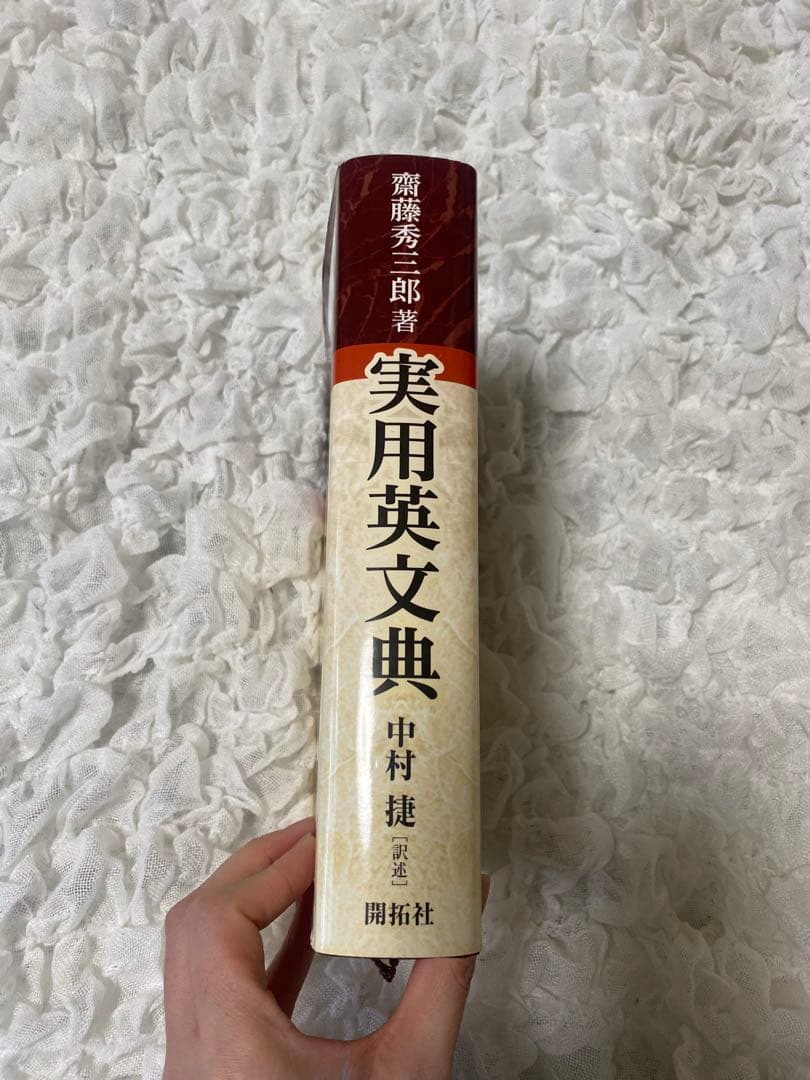 齋藤秀三郎 著
実用英文典
中村 捷[訳述]
開拓社